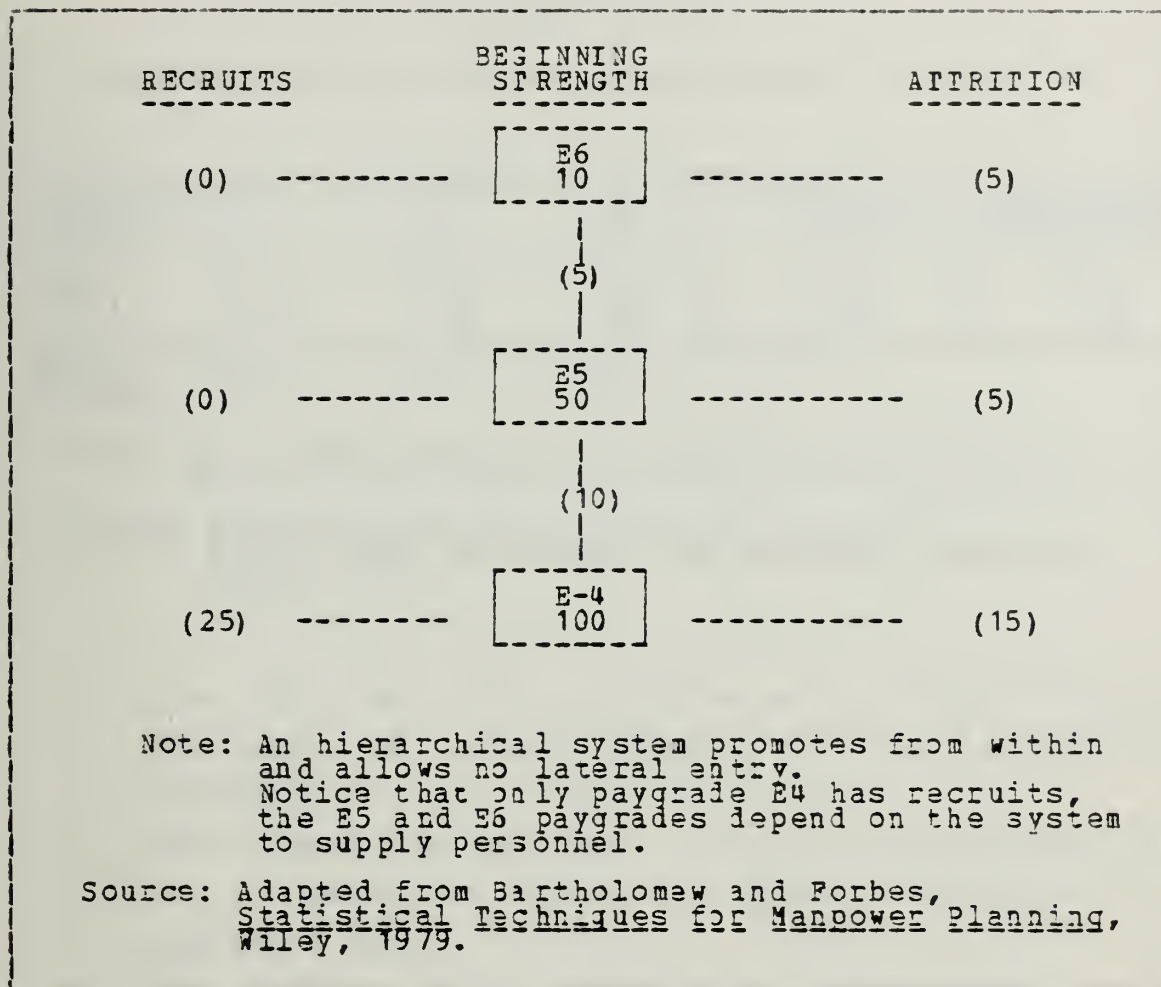 BEGINNING
RECRUITS STRENGTH ATTRITION
E6
(0) 10 (5)
(5)
E5
(0) 50 (5)
(10)
E-4
(25) 100 (15)
Note: An hierarchical system promotes from within
and allows no lateral entry.
Notice that only paygrade E4 has recruits,
the E5 and E6 paygrades depend on the system
to supply personnel.
Source: Adapted from Bartholomew and Forbes,
Statistical Techniques for Manpower Planning,
Wiley, 1979.